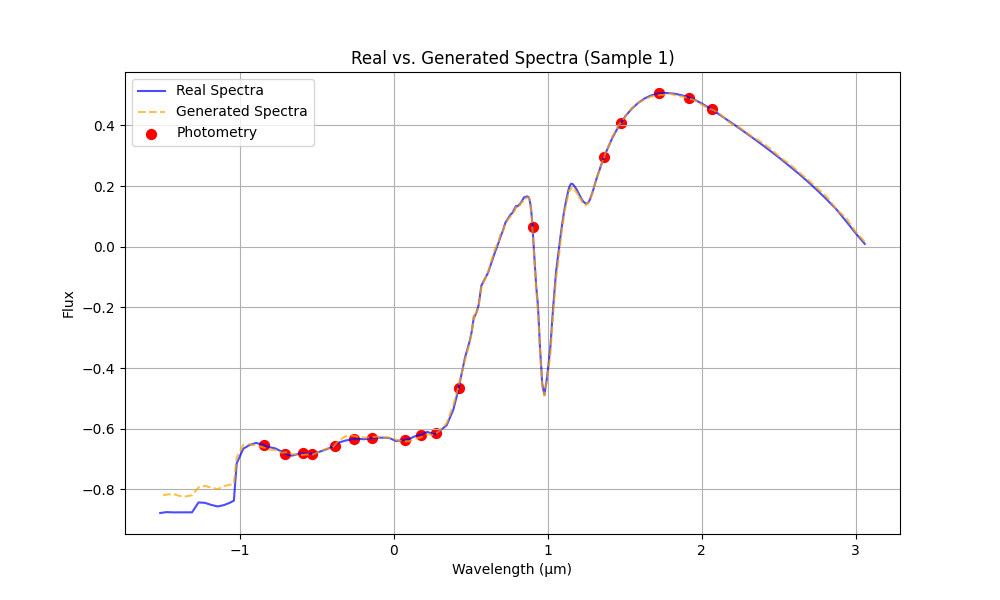 Real vs. Generated Spectra (Sample 1)
Real Spectra
Generated Spectra
Photometry
Flux
0.4
0.2
0.0
−0.2
−0.4
−0.6
−0.8
−1
0
1
2
3
Wavelength (μm)